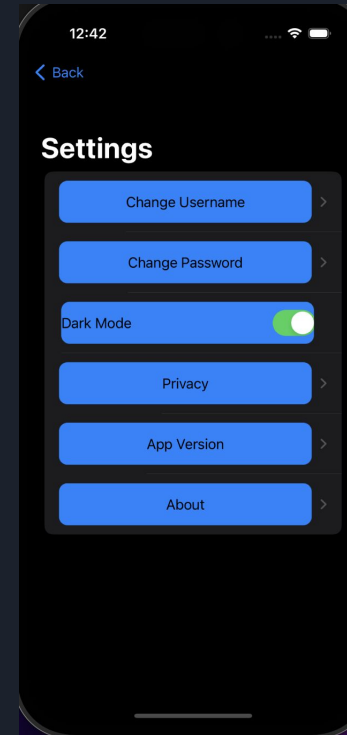 12:42
Back
Settings
Change Username
Change Password
Dark Mode
Privacy
App Version
About